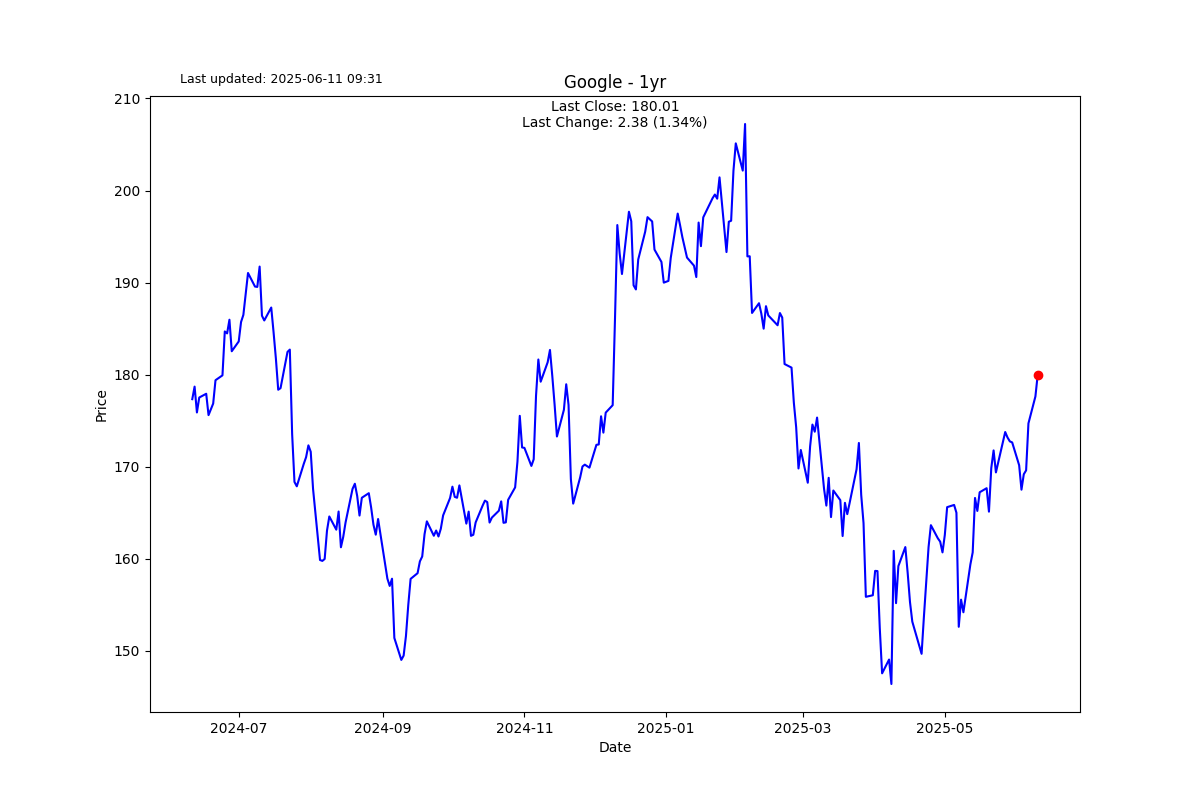 Last updated: 2025-06-11 09:31
Google - 1yr
Last Close: 180.01
Last Change: 2.38 (1.34%)
210
200
190
180
170
160
150
Price
2024-07
2024-09
2024-11
2025-01
2025-03
2025-05
Date